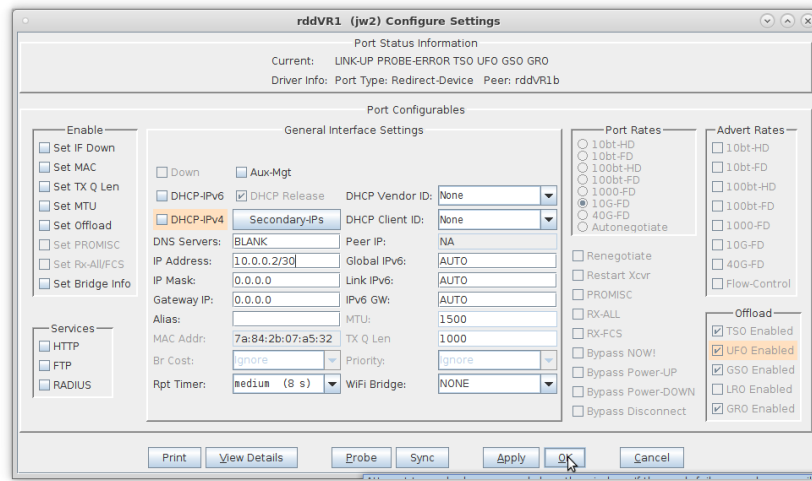 rddVR1 (jw2) Configure Settings
Port Status Information
Current: LINK-UP PROBE-ERROR TSO UFO GSO GRO
Driver Info: Port Type: Redirect-Device Peer: rddVR1b
Port Configurables
Enable
Set IF Down
Set MAC
Set TX Q Len
Set MTU
Set Offload
Set PROMISC
Set Rx-All/FCS
Set Bridge Info
Services
HTTP
FTP
RADIUS
General Interface Settings
Down Aux-Mgt
DHCP-IPv6 DHCP Release DHCP Vendor ID: None
DHCP-IPv4 Secondary-IPs DHCP Client ID: None
DNS Servers: BLANK Peer IP: NA
IP Address: 10.0.0.2/30 Global IPv6: AUTO
IP Mask: 0.0.0.0 Link IPv6: AUTO
Gateway IP: 0.0.0.0 IPv6 GW: AUTO
Alias: MTU: 1500
MAC Addr: 7a:84:2b:07:a5:32 TX Q Len 1000
Br Cost: Ignore Priority: Ignore
Rpt Timer: medium (8 s) WiFi Bridge: NONE
Port Rates
10bt-HD
10bt-FD
100bt-HD
100bt-FD
1000-FD
10G-FD
40G-FD
Autonegotiate
Renegotiate
Restart Xcvr
PROMISC
RX-ALL
RX-FCS
Bypass NOW!
Bypass Power-UP
Bypass Power-DOWN
Bypass Disconnect
Advert Rates
10bt-HD
10bt-FD
100bt-HD
100bt-FD
1000-FD
10G-FD
40G-FD
Flow-Control
Offload
TSO Enabled
UFO Enabled
GSO Enabled
LRO Enabled
GRO Enabled
Print View Details Probe Sync Apply OK Cancel